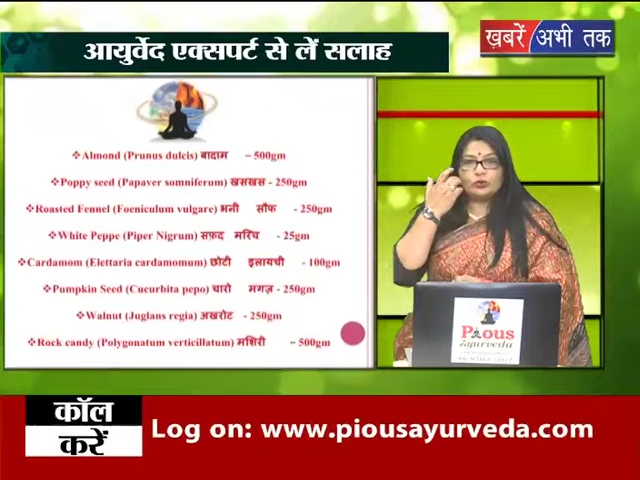 आयुर्वेद एक्सपर्ट से लें सलाह
ख़बरें अभी तक
❖Almond (Prunus dulcis) बादाम – 500gm
❖Poppy seed (Papaver somniferum) खसखस - 250gm
❖Roasted Fennel (Foeniculum vulgare) भनी सौंफ - 250gm
❖White Peppe (Piper Nigrum) सफ़द मरिच - 25gm
❖Cardamom (Elettaria cardamomum) छोटी इलायची - 100gm
❖Pumpkin Seed (Cucurbita pepo) चारो मगज़ - 250gm
❖Walnut (Juglans regia) अखरोट - 250gm
❖Rock candy (Polygonatum verticillatum) मशिरी – 500gm
Pious
Ayurveda
कॉल
करें
Log on: www.piousayurveda.com